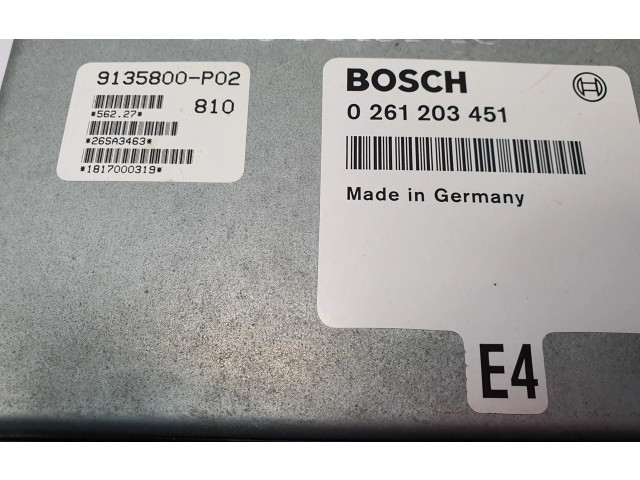 9135800-P02
810
*562.27*
*26SA3463*
*1817000319*
BOSCH
0 261 203 451
Made in Germany
E4